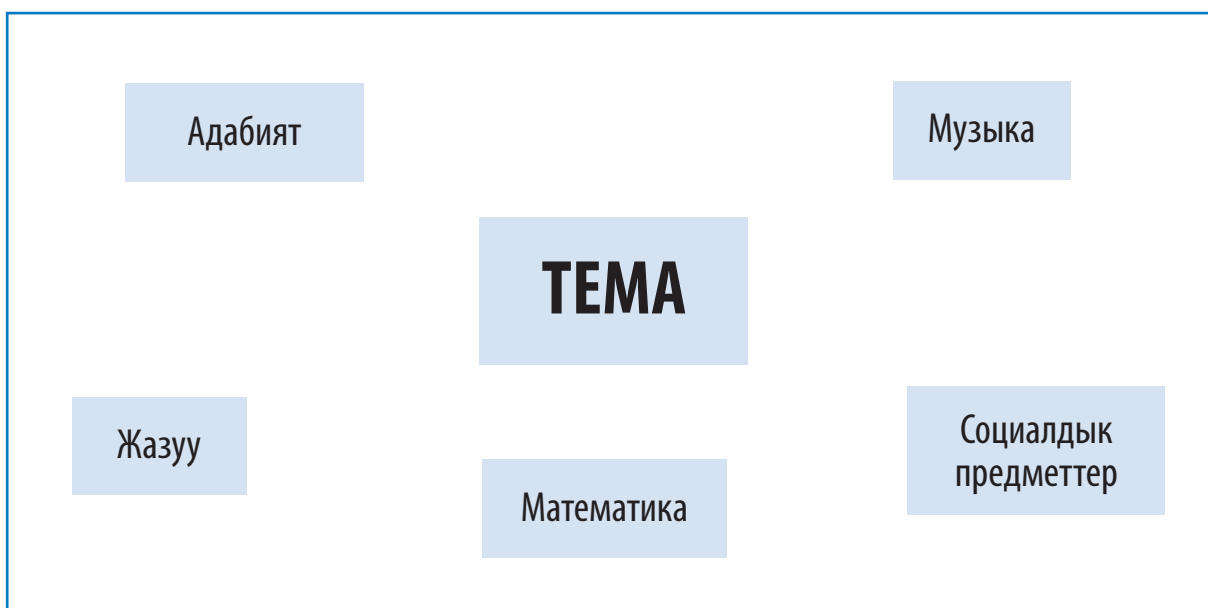 Адабият
Музыка
ТЕМА
Жазуу
Математика
Социалдык
предметтер